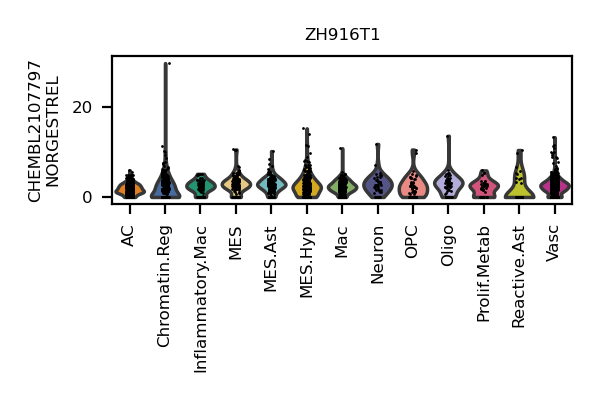 ZH916T1
CHEMBL2107797
NORGESTREL
20
0
AC
Chromatin.Reg
Inflammatory.Mac
MES
MES.Ast
MES.Hyp
Mac
Neuron
OPC
Oligo
Prolif.Metab
Reactive.Ast
Vasc